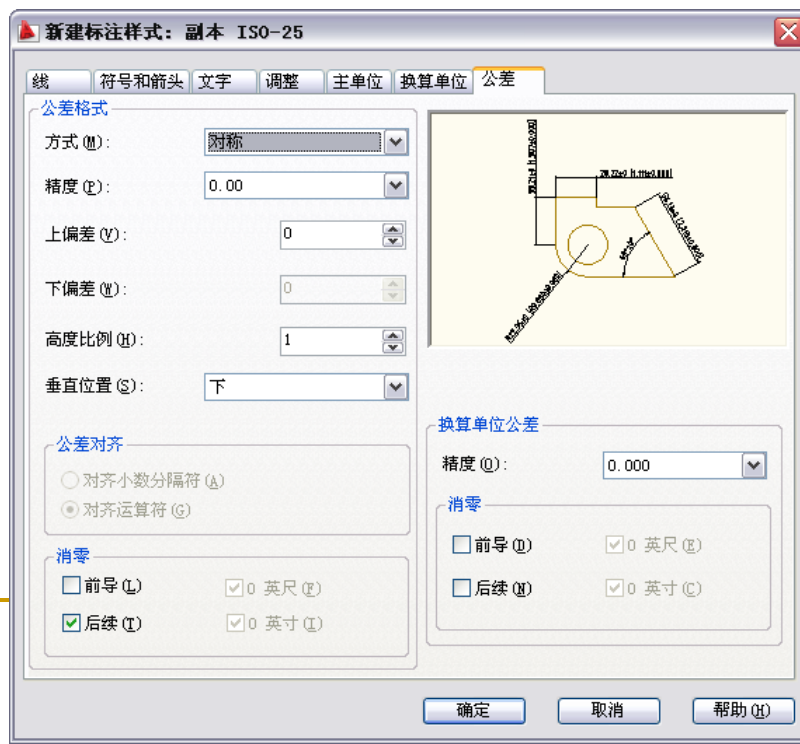 新建标注样式: 副本 ISO-25
线 符号和箭头 文字 调整 主单位 换算单位 公差
公差格式
方式(M): 对称
精度(P): 0.00
上偏差(V): 0
下偏差(W): 0
高度比例(H): 1
垂直位置(S): 下
公差对齐
对齐小数分隔符(A)
对齐运算符(G)
消零
前导(L) 0 英尺(F)
后续(T) 0 英寸(I)
换算单位公差
精度(O): 0.000
消零
前导(D) 0 英尺(E)
后续(N) 0 英寸(C)
确定 取消 帮助(H)